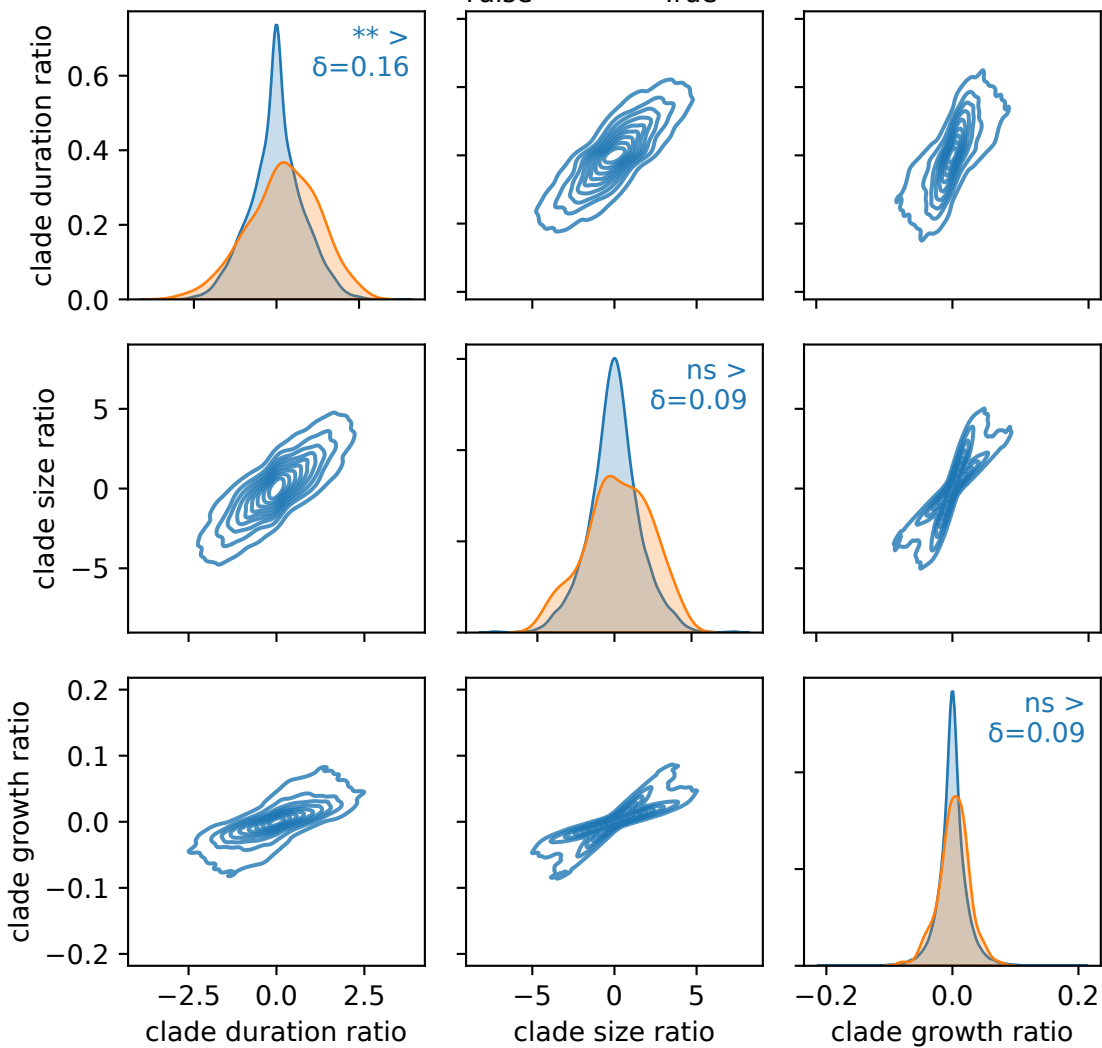 clade duration ratio
0.6
0.4
0.2
0.0
** >
δ=0.16
clade size ratio
5
0
−5
ns >
δ=0.09
clade growth ratio
0.2
0.1
0.0
−0.1
−0.2
ns >
δ=0.09
−2.5 0.0 2.5
clade duration ratio
−5 0 5
clade size ratio
−0.2 0.0 0.2
clade growth ratio